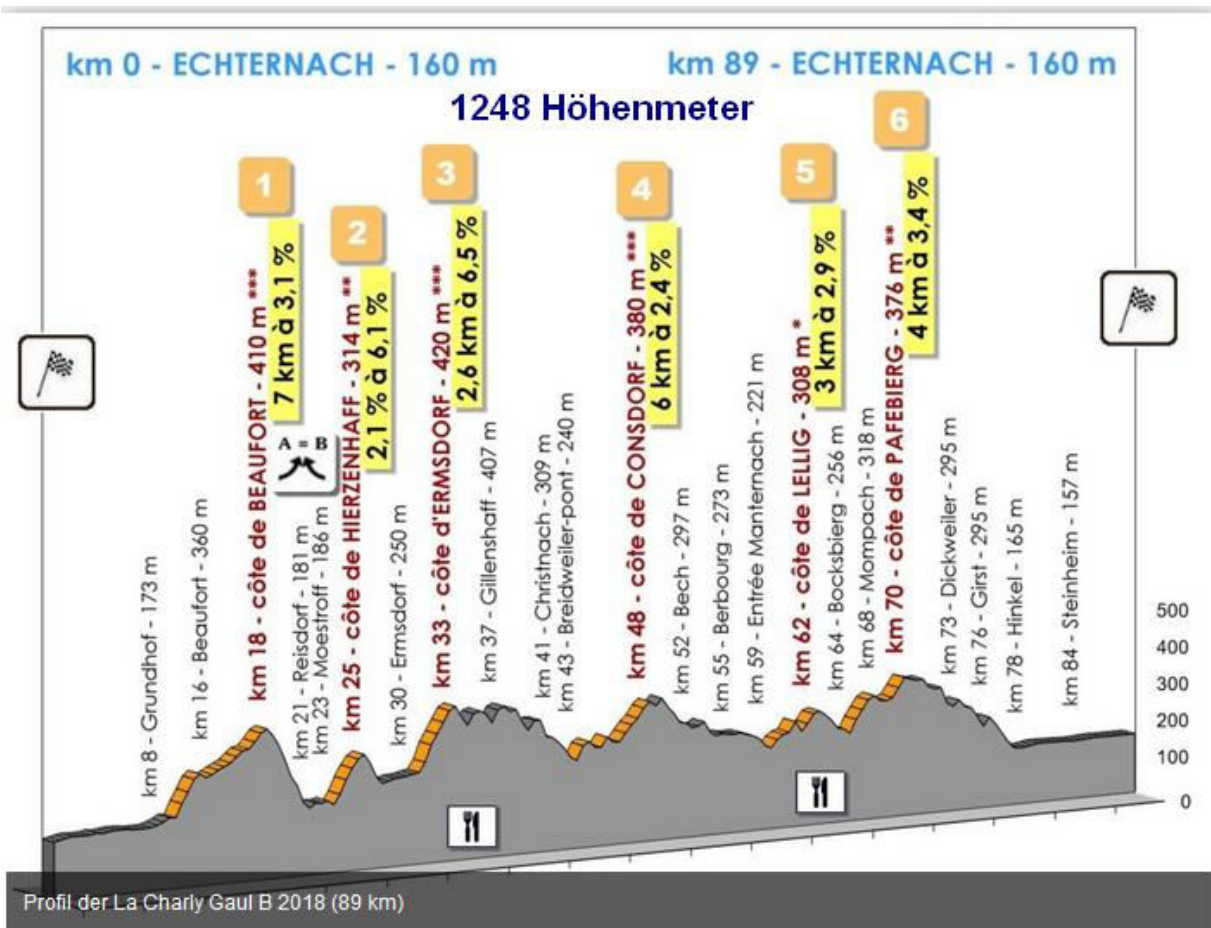 km 0 - ECHTERNACH - 160 m
km 89 - ECHTERNACH - 160 m
1248 Höhenmeter
1
2
3
4
5
6
km 8 - Grundhof - 173 m
km 16 - Beaufort - 360 m
km 18 - côte de BEAUFORT - 410 m ***
7 km à 3,1 %
A = B
km 21 - Reisdorf - 181 m
km 23 - Moestroff - 186 m
km 25 - côte de HIERZENHAFF - 314 m **
2,1 % à 6,1 %
km 30 - Ermsdorf - 250 m
km 33 - côte d'ERMSDORF - 420 m ***
2,6 km à 6,5 %
km 37 - Gillenshaff - 407 m
km 41 - Christnach - 309 m
km 43 - Breidweiler-pont - 240 m
km 48 - côte de CONSDORF - 380 m ***
6 km à 2,4 %
km 52 - Bech - 297 m
km 55 - Berbourg - 273 m
km 59 - Entrée Manternach - 221 m
km 62 - côte de LELLIG - 308 m *
3 km à 2,9 %
km 64 - Bocksbierg - 256 m
km 68 - Mompach - 318 m
km 70 - côte de PAFEBIERG - 376 m **
4 km à 3,4 %
km 73 - Dickweiler - 295 m
km 76 - Girst - 295 m
km 78 - Hinkel - 165 m
km 84 - Steinheim - 157 m
500
400
300
200
100
0
Profil der La Charly Gaul B 2018 (89 km)